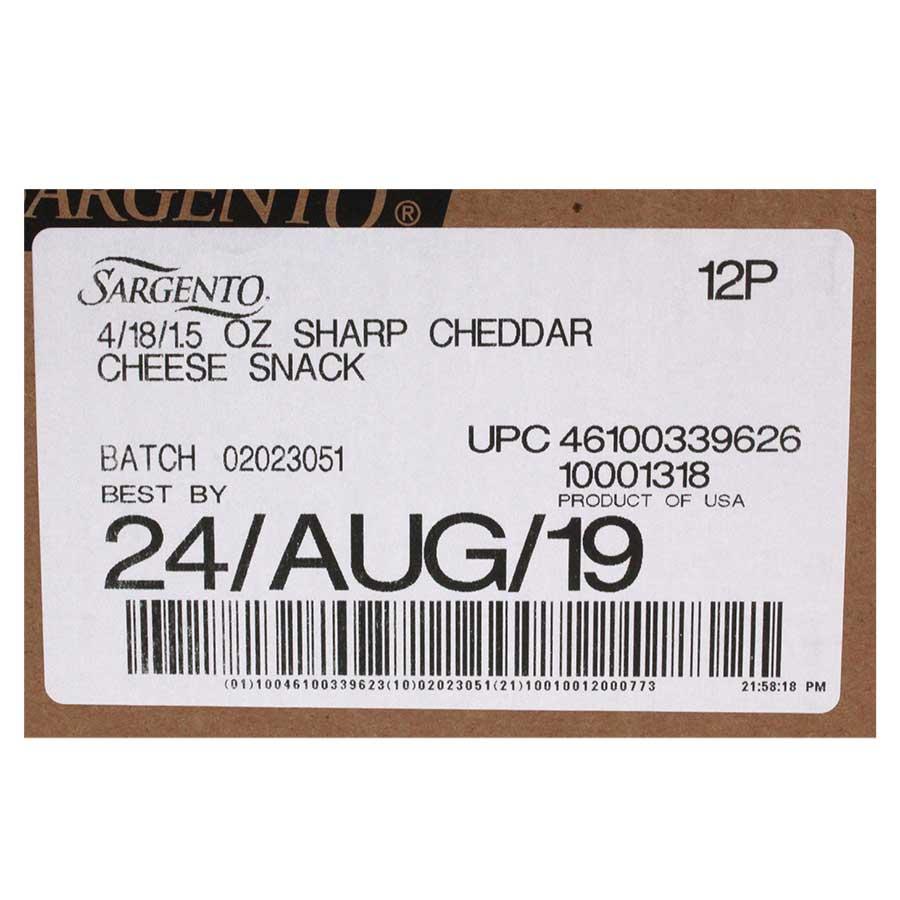 SARGENTO®
SARGENTO. 12P
4/18/1.5 OZ SHARP CHEDDAR
CHEESE SNACK
UPC 46100339626
BATCH 02023051 10001318
BEST BY PRODUCT OF USA
24/AUG/19
(01)10046100339623(10)02023051(21)10010012000773 21:58:18 PM